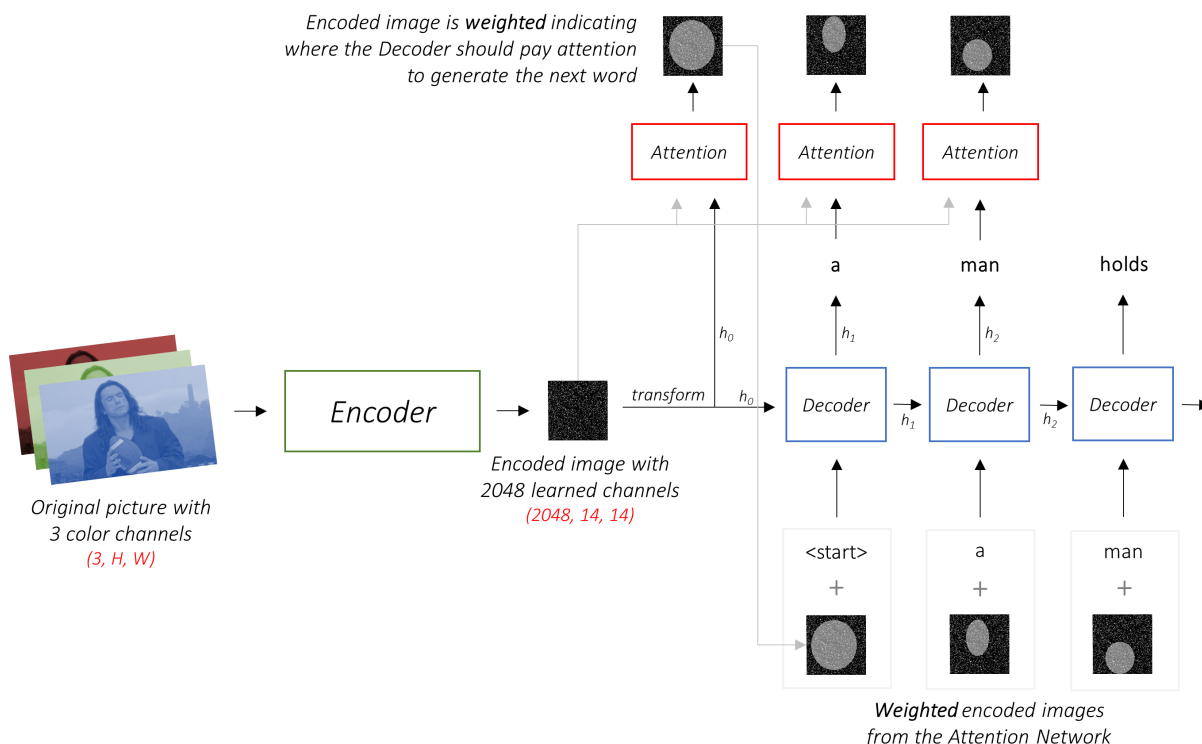 Encoded image is weighted indicating
where the Decoder should pay attention
to generate the next word
Attention
Attention
Attention
a
man
holds
h0
h1
h2
Encoder
transform
h0
Decoder
h1
Decoder
h2
Decoder
Original picture with
3 color channels
(3, H, W)
Encoded image with
2048 learned channels
(2048, 14, 14)
<start>
+
a
+
man
+
Weighted encoded images
from the Attention Network